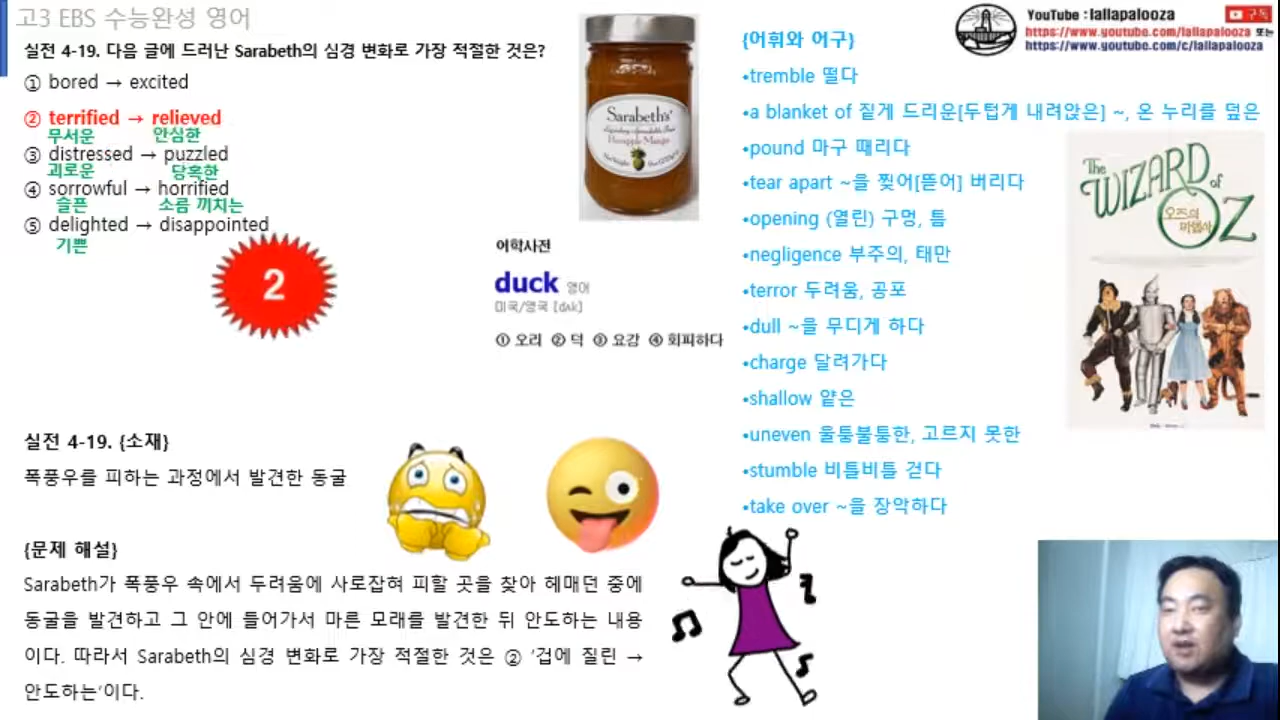 고3 EBS 수능완성 영어
실전 4-19. 다음 글에 드러난 Sarabeth의 심경 변화로 가장 적절한 것은?
① bored → excited
② terrified → relieved
무서운 안심한
③ distressed → puzzled
괴로운 당혹한
④ sorrowful → horrified
슬픈 소름 끼치는
⑤ delighted → disappointed
기쁜
2
Sarabeth's
Pineapple Mango
어학사전
duck 영어
미국/영국 [dʌk]
① 오리 ② 덕 ③ 요감 ④ 회피하다
실전 4-19. {소재}
폭풍우를 피하는 과정에서 발견한 동굴
{문제 해설}
Sarabeth가 폭풍우 속에서 두려움에 사로잡혀 피할 곳을 찾아 헤매던 중에
동굴을 발견하고 그 안에 들어가서 마른 모래를 발견한 뒤 안도하는 내용
이다. 따라서 Sarabeth의 심경 변화로 가장 적절한 것은 ② ‘겁에 질린 →
안도하는’이다.
{어휘와 어구}
•tremble 떨다
•a blanket of 짙게 드리운[두텁게 내려앉은] ~, 온 누리를 덮은
•pound 마구 때리다
•tear apart ~을 찢어[뜯어] 버리다
•opening (열린) 구멍, 틈
•negligence 부주의, 태만
•terror 두려움, 공포
•dull ~을 무디게 하다
•charge 달려가다
•shallow 얕은
•uneven 울퉁불퉁한, 고르지 못한
•stumble 비틀비틀 걷다
•take over ~을 장악하다
YouTube : lallapalooza 구독
https://www.youtube.com/lallapalooza 또는
https://www.youtube.com/c/lallapalooza
The
WIZARD of
OZ
오즈의
마법사